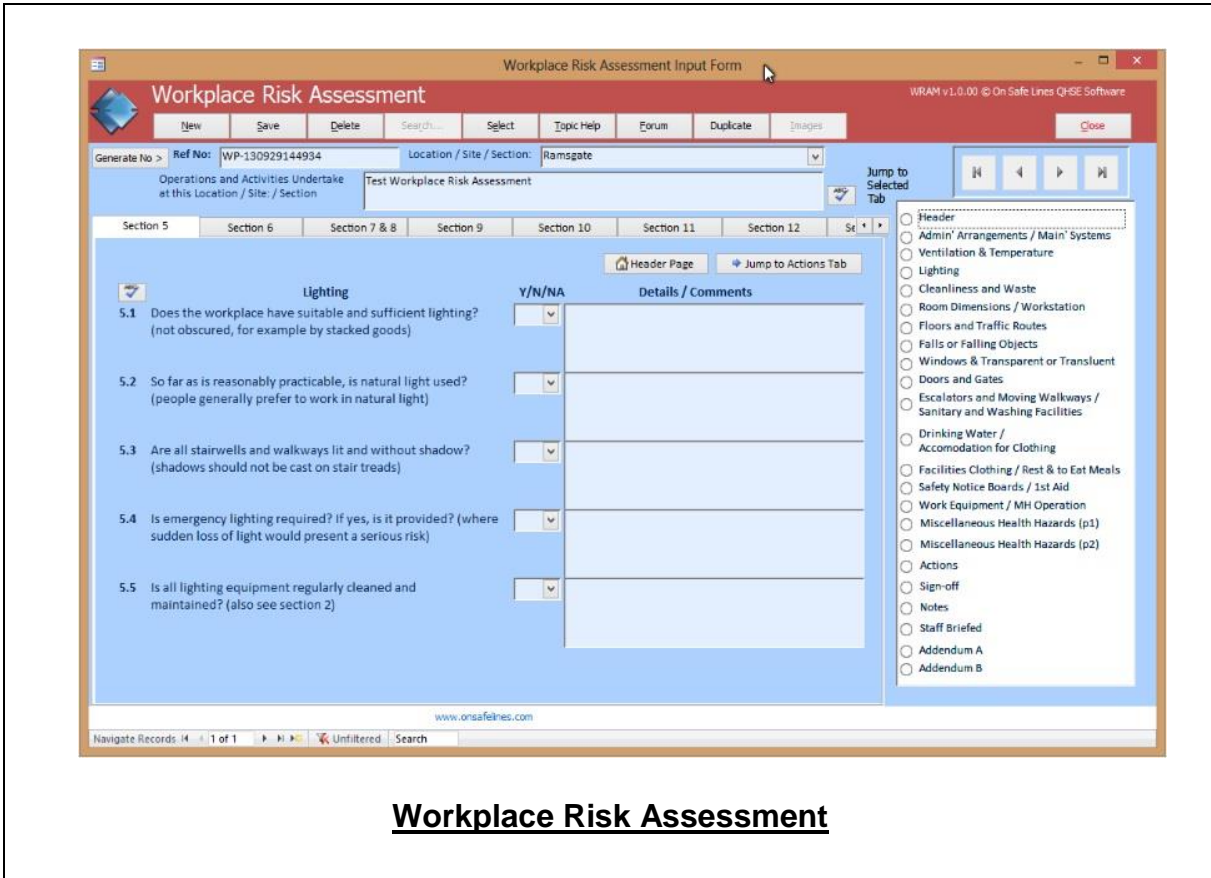 Workplace Risk Assessment Input Form
Workplace Risk Assessment
WRAM v1.0.00 © On Safe Lines QHSE Software
New Save Delete Search... Select Topic Help Forum Duplicate Images Close
Generate No > Ref No: WP-130929144934 Location / Site / Section: Ramsgate
Operations and Activities Undertake
at this Location / Site: / Section
Test Workplace Risk Assessment
Jump to
Selected
Tab
Section 5 Section 6 Section 7 & 8 Section 9 Section 10 Section 11 Section 12 Se
Header Page Jump to Actions Tab
Lighting Y/N/NA Details / Comments
5.1 Does the workplace have suitable and sufficient lighting?
(not obscured, for example by stacked goods)
5.2 So far as is reasonably practicable, is natural light used?
(people generally prefer to work in natural light)
5.3 Are all stairwells and walkways lit and without shadow?
(shadows should not be cast on stair treads)
5.4 Is emergency lighting required? If yes, is it provided? (where
sudden loss of light would present a serious risk)
5.5 Is all lighting equipment regularly cleaned and
maintained? (also see section 2)
Header
Admin' Arrangements / Main' Systems
Ventilation & Temperature
Lighting
Cleanliness and Waste
Room Dimensions / Workstation
Floors and Traffic Routes
Falls or Falling Objects
Windows & Transparent or Transluent
Doors and Gates
Escalators and Moving Walkways /
Sanitary and Washing Facilities
Drinking Water /
Accomodation for Clothing
Facilities Clothing / Rest & to Eat Meals
Safety Notice Boards / 1st Aid
Work Equipment / MH Operation
Miscellaneous Health Hazards (p1)
Miscellaneous Health Hazards (p2)
Actions
Sign-off
Notes
Staff Briefed
Addendum A
Addendum B
www.onsafelines.com
Navigate Records 1 of 1 Unfiltered Search
Workplace Risk Assessment